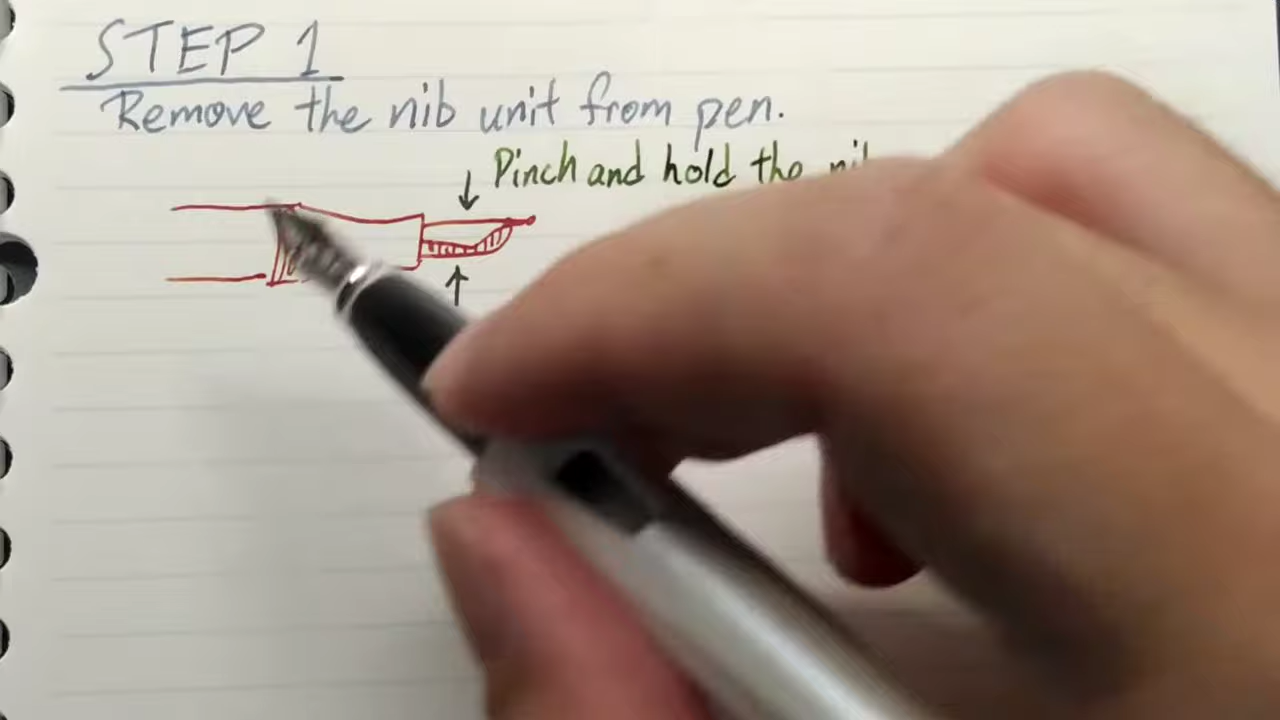 STEP 1
Remove the nib unit from pen.
Pinch and hold the